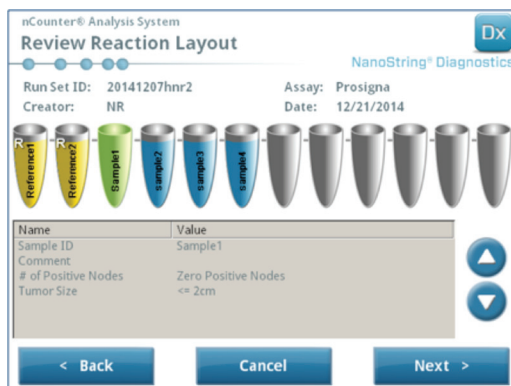 nCounter® Analysis System
Dx
Review Reaction Layout
NanoString® Diagnostics
Run Set ID: 20141207hnr2 Assay: Prosigna
Creator: NR Date: 12/21/2014
R R
Reference1 Reference2 Sample1 sample2 sample3 sample4
Name Value
Sample ID Sample1
Comment
# of Positive Nodes Zero Positive Nodes
Tumor Size <= 2cm
< Back Cancel Next >